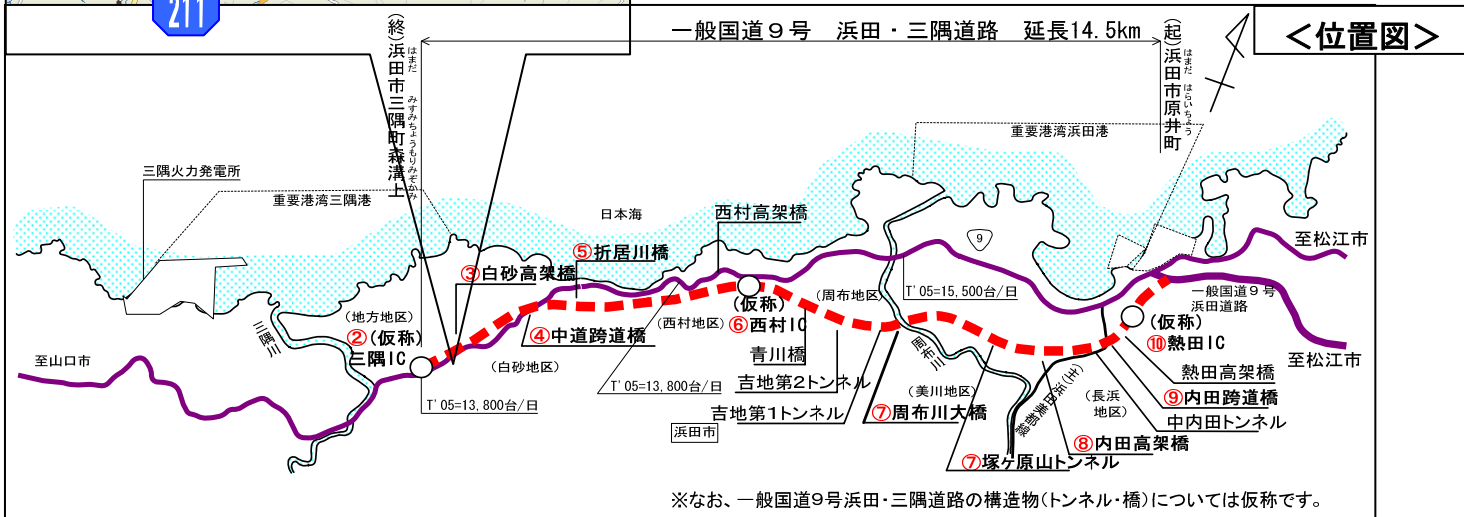 211
一般国道9号 浜田・三隅道路 延長14.5km
<位置図>
(終)浜田市三隅町森溝上
はまだ みすみちょうもりみぞかみ
(起)浜田市原井町
はまだ はらいちょう
重要港湾浜田港
三隅火力発電所
重要港湾三隅港
日本海
西村高架橋
9
至松江市
⑤折居川橋
③白砂高架橋
T'05=15,500台/日
一般国道9号
浜田道路
(仮称)
⑥西村IC
(周布地区)
(地方地区)
②(仮称)
三隅IC
三隅川
④中道跨道橋
(西村地区)
(仮称)
⑩熱田IC
至松江市
青川橋
周布川
至山口市
(白砂地区)
熱田高架橋
T'05=13,800台/日
吉地第2トンネル
(美川地区)
(主)浜田美都線
(長浜
地区)
⑨内田跨道橋
T'05=13,800台/日
吉地第1トンネル
⑦周布川大橋
中内田トンネル
浜田市
⑧内田高架橋
⑦塚ヶ原山トンネル
※なお、一般国道9号浜田・三隅道路の構造物(トンネル・橋)については仮称です。